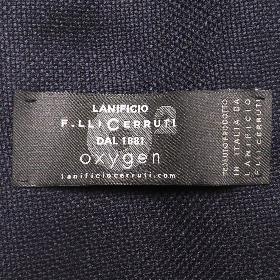 LANIFICIO
F.LLI CERRUTI
DAL 1881
oxygen
lanificiocerruti.com
TESSUTO PRODOTTO
IN ITALIA DA
LANIFICIO
F.LLI CERRUTI